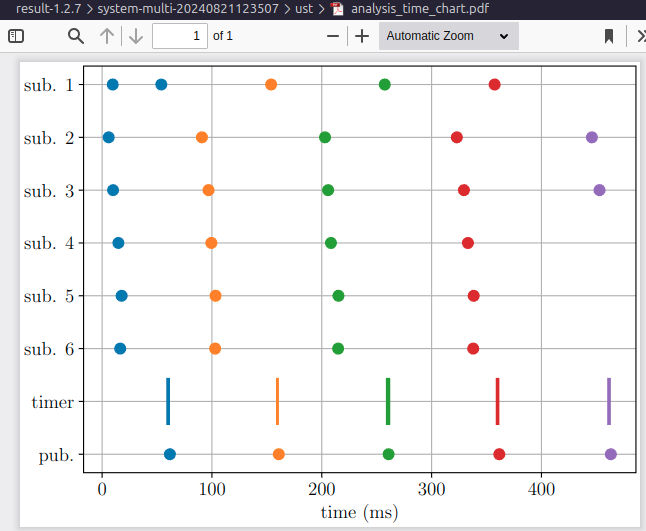 result-1.2.7 > system-multi-20240821123507 > ust > analysis_time_chart.pdf
1 of 1 Automatic Zoom
sub. 1
sub. 2
sub. 3
sub. 4
sub. 5
sub. 6
timer
pub.
0 100 200 300 400
time (ms)